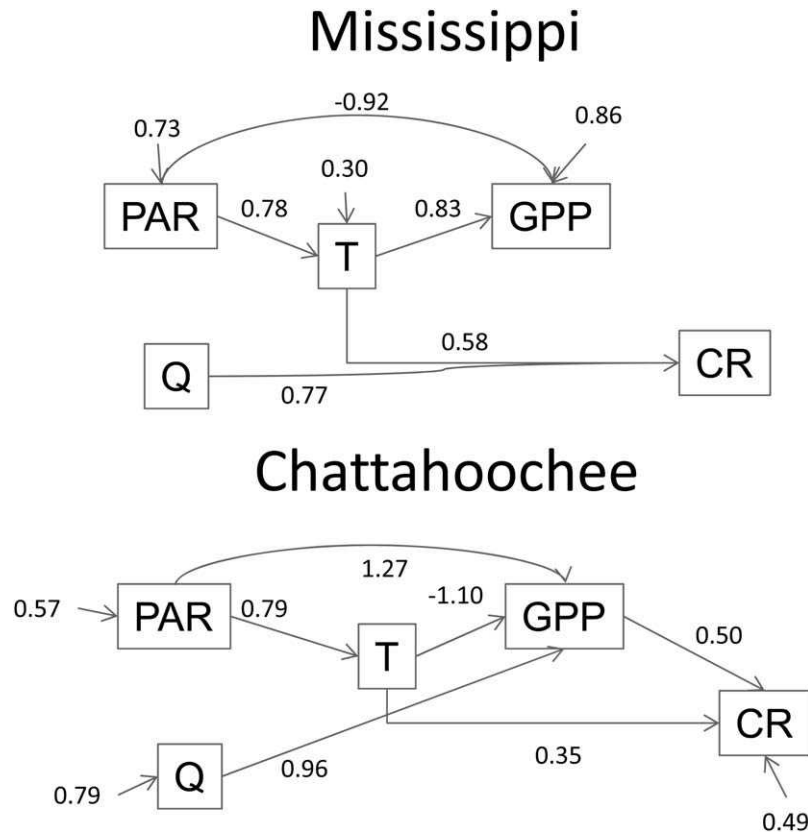 Mississippi
-0.92
0.73
0.86
0.30
PAR
0.78
0.83
GPP
T
0.58
Q
0.77
CR
Chattahoochee
1.27
0.57
PAR
0.79
-1.10
GPP
T
0.50
Q
CR
0.79
0.96
0.35
0.49